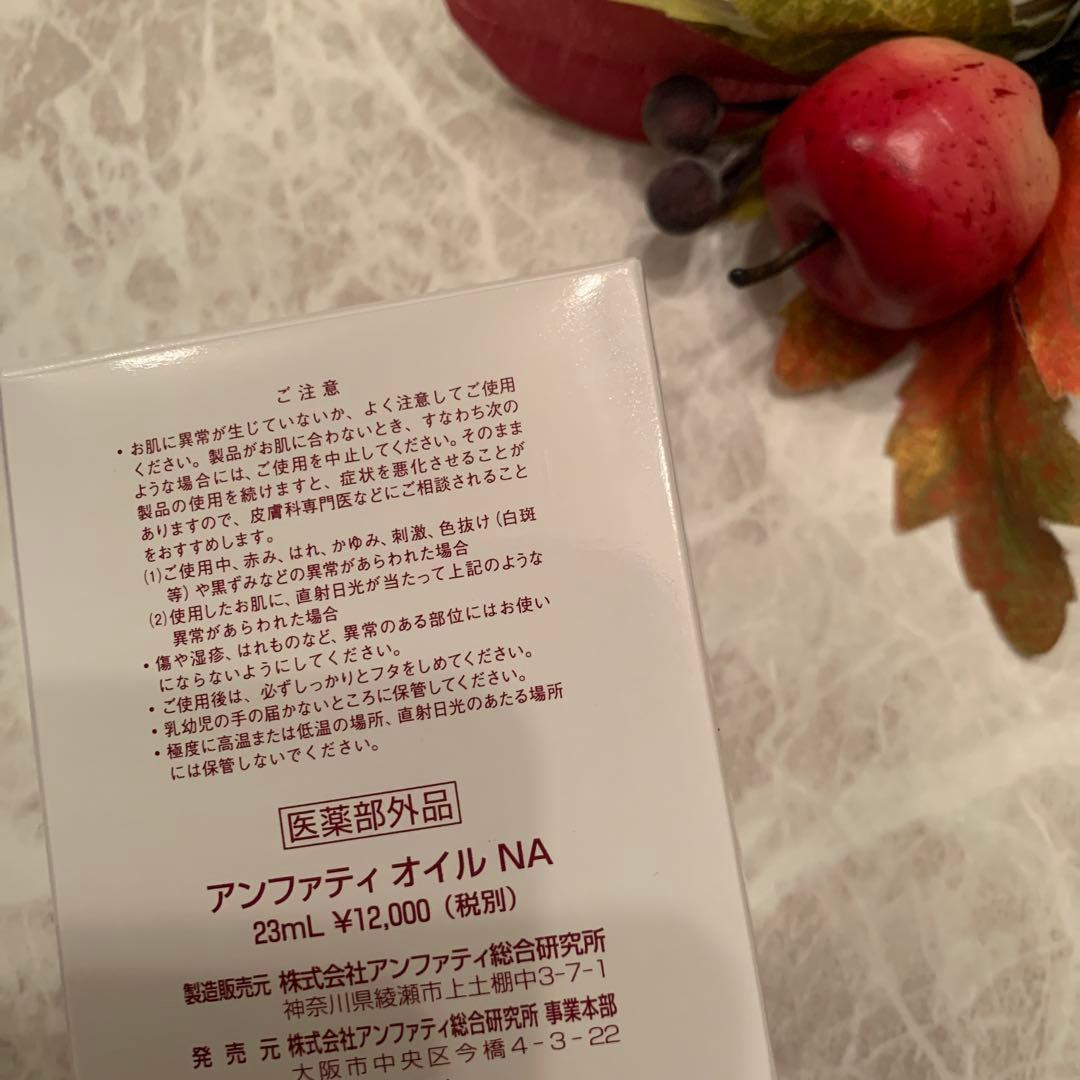 ご注意
・お肌に異常が生じていないか、よく注意してご使用
ください。製品がお肌に合わないとき、すなわち次の
ような場合には、ご使用を中止してください。そのまま
製品の使用を続けますと、症状を悪化させることが
ありますので、皮膚科専門医などにご相談されること
をおすすめします。
(1)ご使用中、赤み、はれ、かゆみ、刺激、色抜け(白斑
等)や黒ずみなどの異常があらわれた場合
(2)使用したお肌に、直射日光が当たって上記のような
異常があらわれた場合
・傷や湿疹、はれものなど、異常のある部位にはお使い
にならないようにしてください。
・ご使用後は、必ずしっかりとフタをしめてください。
・乳幼児の手の届かないところに保管してください。
・極度に高温または低温の場所、直射日光のあたる場所
には保管しないでください。
医薬部外品
アンファティ オイル NA
23mL ¥12,000(税別)
製造販売元 株式会社アンファティ総合研究所
神奈川県綾瀬市上土棚中3-7-1
発売元 株式会社アンファティ総合研究所 事業本部
大阪市中央区今橋4-3-22